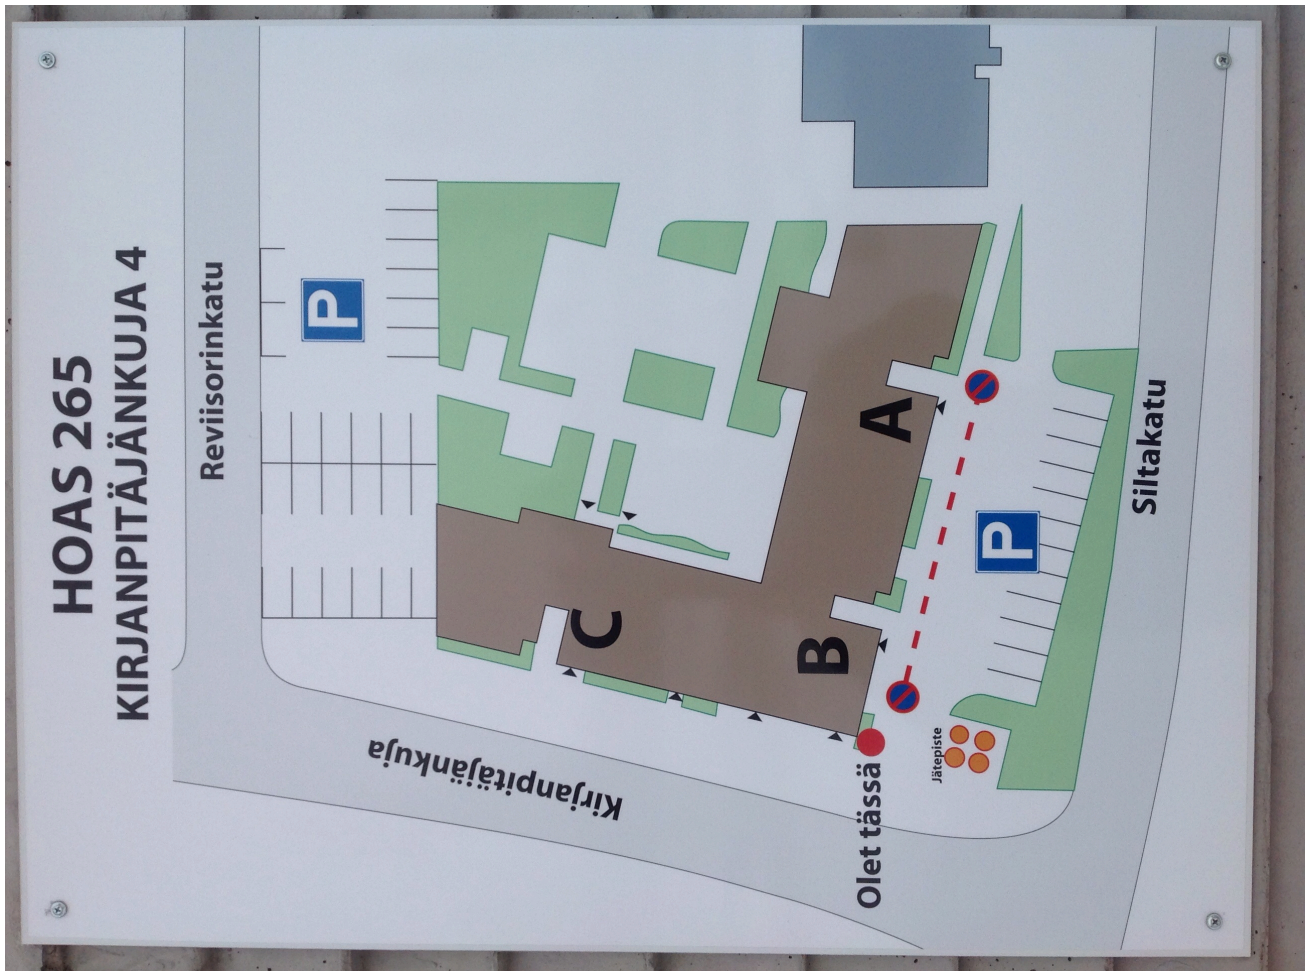 HOAS 265
KIRJANPITÄJÄNKUJA 4
Reviisorinkatu
P
Kirjanpitäjänkuja
C
B
A
P
Siltakatu
Jätepiste
Olet tässä